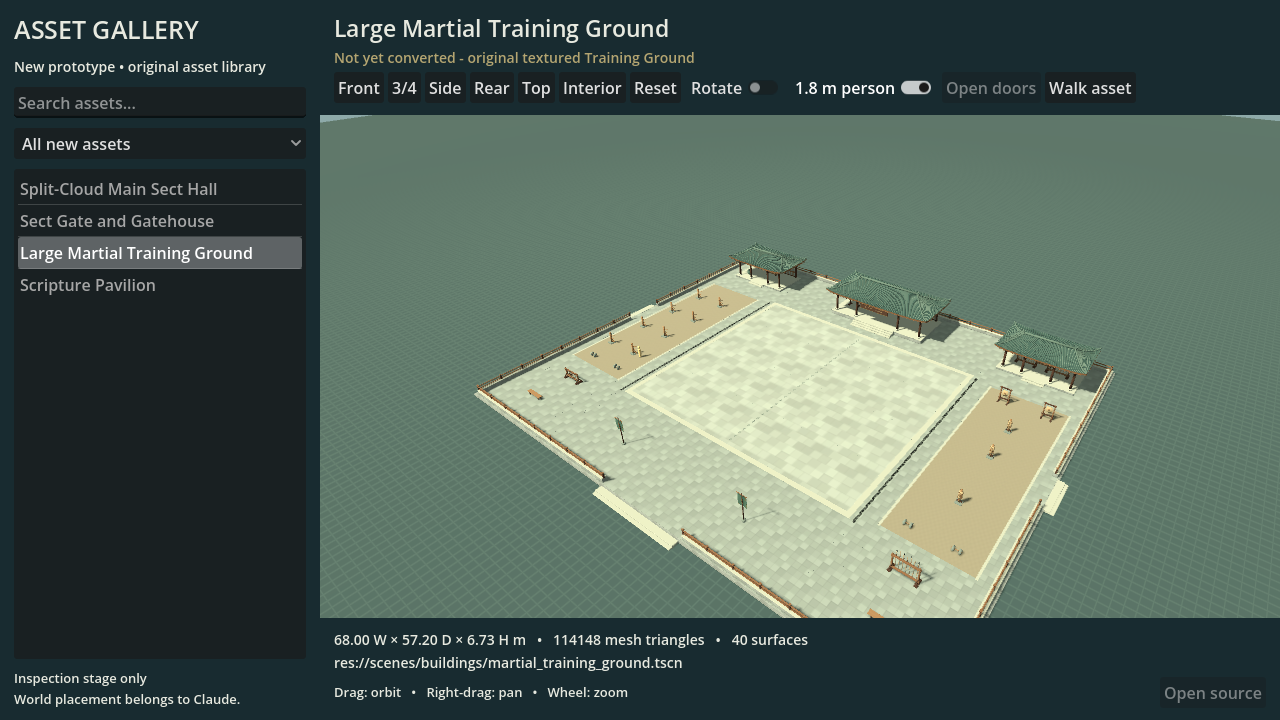 ASSET GALLERY
New prototype • original asset library
Search assets...
All new assets
Split-Cloud Main Sect Hall
Sect Gate and Gatehouse
Large Martial Training Ground
Scripture Pavilion
Inspection stage only
World placement belongs to Claude.
Large Martial Training Ground
Not yet converted - original textured Training Ground
Front 3/4 Side Rear Top Interior Reset Rotate 1.8 m person Open doors Walk asset
68.00 W × 57.20 D × 6.73 H m • 114148 mesh triangles • 40 surfaces
res://scenes/buildings/martial_training_ground.tscn
Drag: orbit • Right-drag: pan • Wheel: zoom
Open source